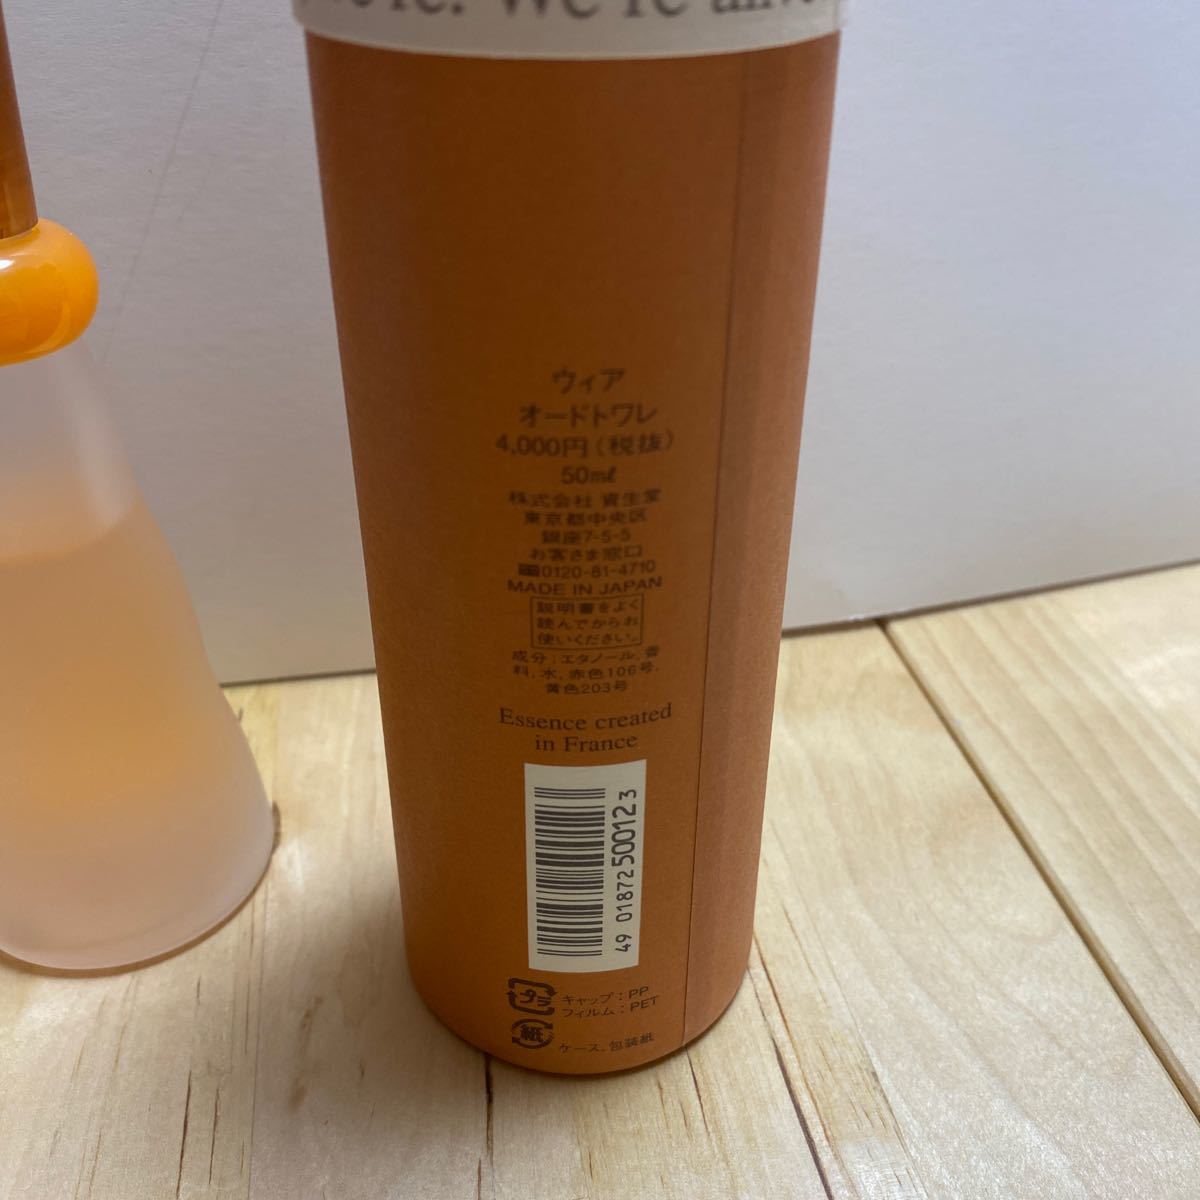 We're
ウィア
オードトワレ
4,000円(税抜)
50mℓ
株式会社 資生堂
東京都中央区
銀座7-5-5
お客さま窓口
0120-81-4710
MADE IN JAPAN
説明書をよく
読んでからお
使いください。
成分:エタノール、香
料、水、赤色106号、
黄色203号
Essence created
in France
49 01872 500123
プラ
キャップ:PP
フィルム:PET
紙
ケース、包装紙